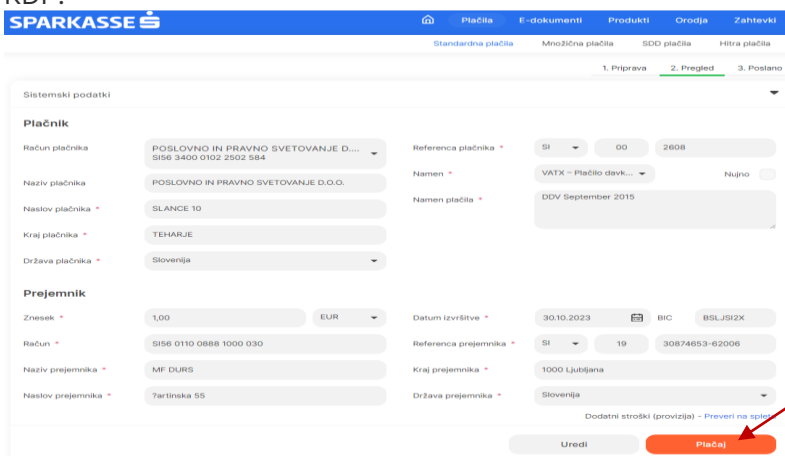 SPARKASSE S
Plačila E-dokumenti Produkti Orodja Zahtevki
Standardna plačila Množična plačila SDD plačila Hitra plačila
1. Priprava 2. Pregled 3. Poslano
Sistemski podatki
Plačnik
Račun plačnika POSLOVNO IN PRAVNO SVETOVANJE D.... Referenca plačnika * SI 00 2608
SI56 3400 0102 2502 584
Naziv plačnika POSLOVNO IN PRAVNO SVETOVANJE D.O.O. Namen * VATX – Plačilo davk... Nujno
Naslov plačnika * SLANCE 10 Namen plačila * DDV September 2015
Kraj plačnika * TEHARJE
Država plačnika * Slovenija
Prejemnik
Znesek * 1,00 EUR Datum izvršitve * 30.10.2023 BIC BSLJSI2X
Račun * SI56 0110 0888 1000 030 Referenca prejemnika * SI 19 30874653-62006
Naziv prejemnika * MF DURS Kraj prejemnika * 1000 Ljubljana
Naslov prejemnika * ?artinska 55 Država prejemnika * Slovenija
Dodatni stroški (provizija) - Preveri na spletu
Uredi Plačaj